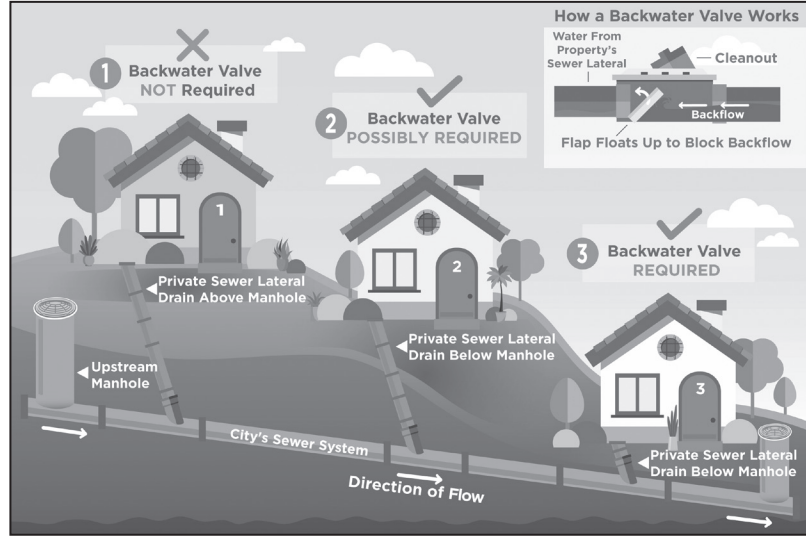 How a Backwater Valve Works
Water From
Property's
Sewer Lateral
Cleanout
Backflow
Flap Floats Up to Block Backflow
1
Backwater Valve
NOT Required
2
Backwater Valve
POSSIBLY REQUIRED
3
Backwater Valve
REQUIRED
1
2
3
Private Sewer Lateral
Drain Above Manhole
Private Sewer Lateral
Drain Below Manhole
Upstream
Manhole
City's Sewer System
Direction of Flow
Private Sewer Lateral
Drain Below Manhole